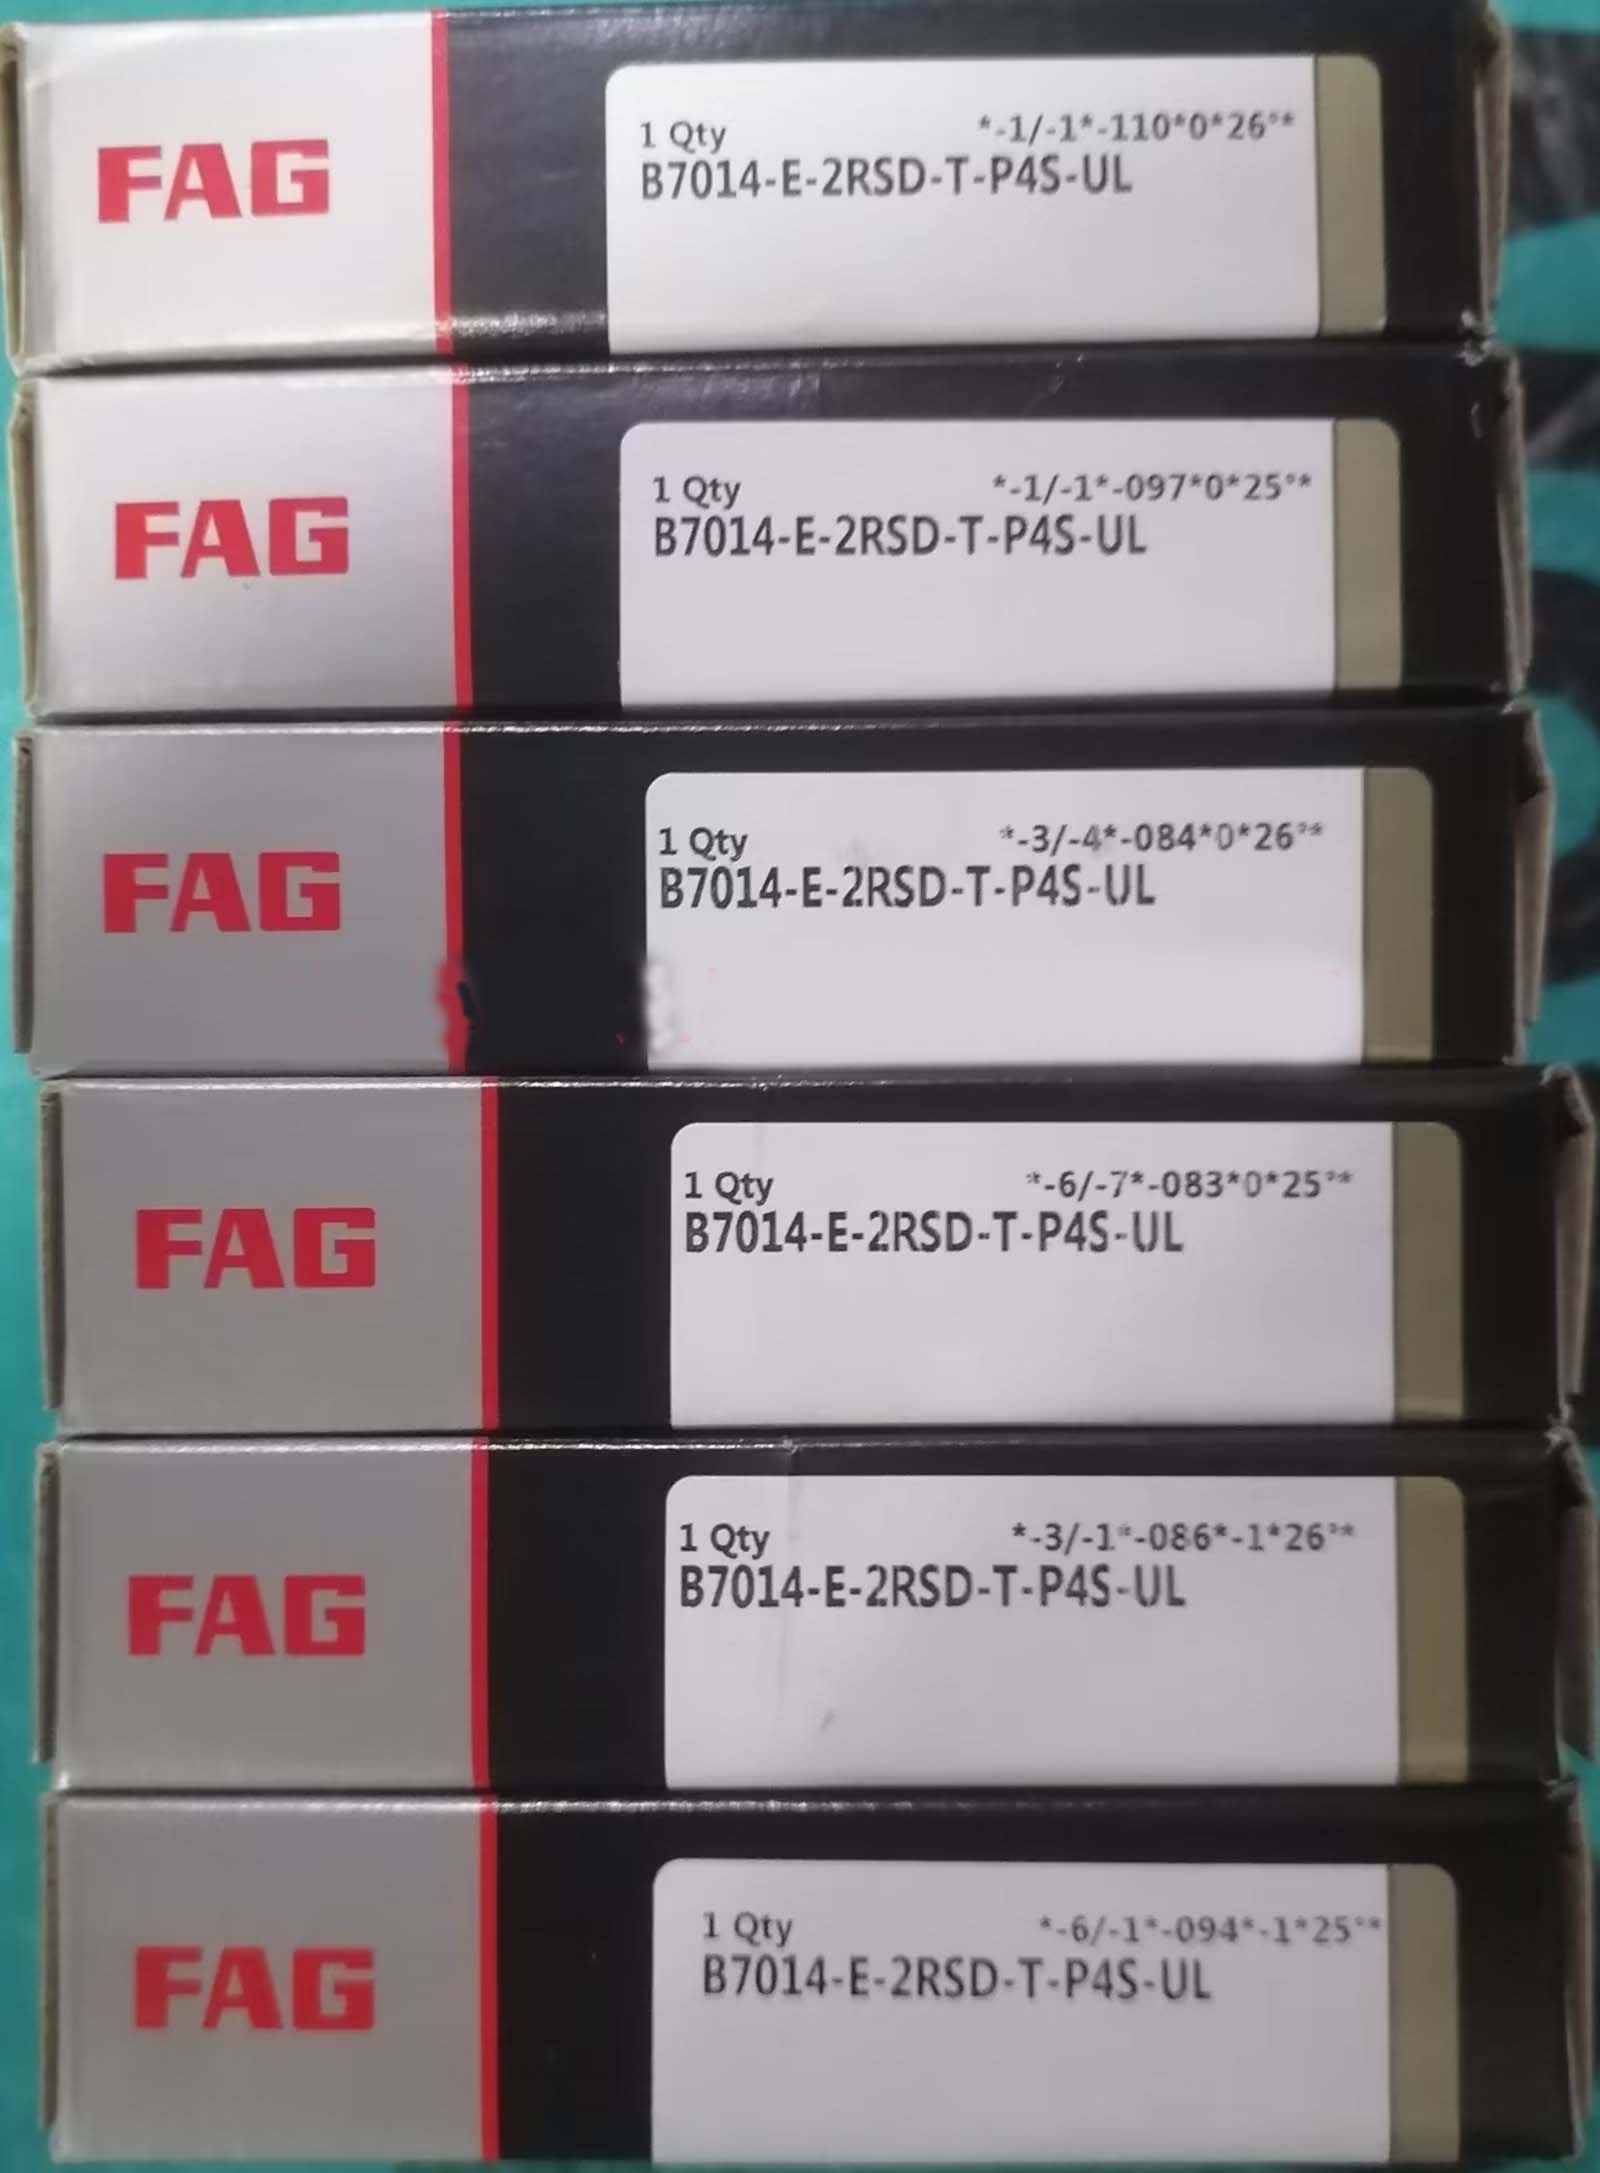 FAG
1 Qty *-1/-1*-110*0*26°*
B7014-E-2RSD-T-P4S-UL
FAG
1 Qty *-1/-1*-097*0*25°*
B7014-E-2RSD-T-P4S-UL
FAG
1 Qty *-3/-4*-084*0*26°*
B7014-E-2RSD-T-P4S-UL
FAG
1 Qty *-6/-7*-083*0*25°*
B7014-E-2RSD-T-P4S-UL
FAG
1 Qty *-3/-1*-086*-1*26°*
B7014-E-2RSD-T-P4S-UL
FAG
1 Qty *-6/-1*-094*-1*25°*
B7014-E-2RSD-T-P4S-UL